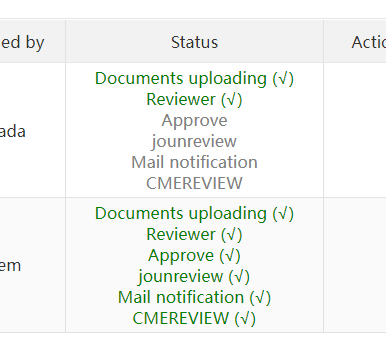 ed by Status Actio
Documents uploading (√)
Reviewer (√)
Approve
ada jounreview
Mail notification
CMEREVIEW
Documents uploading (√)
Reviewer (√)
Approve (√)
em jounreview (√)
Mail notification (√)
CMEREVIEW (√)